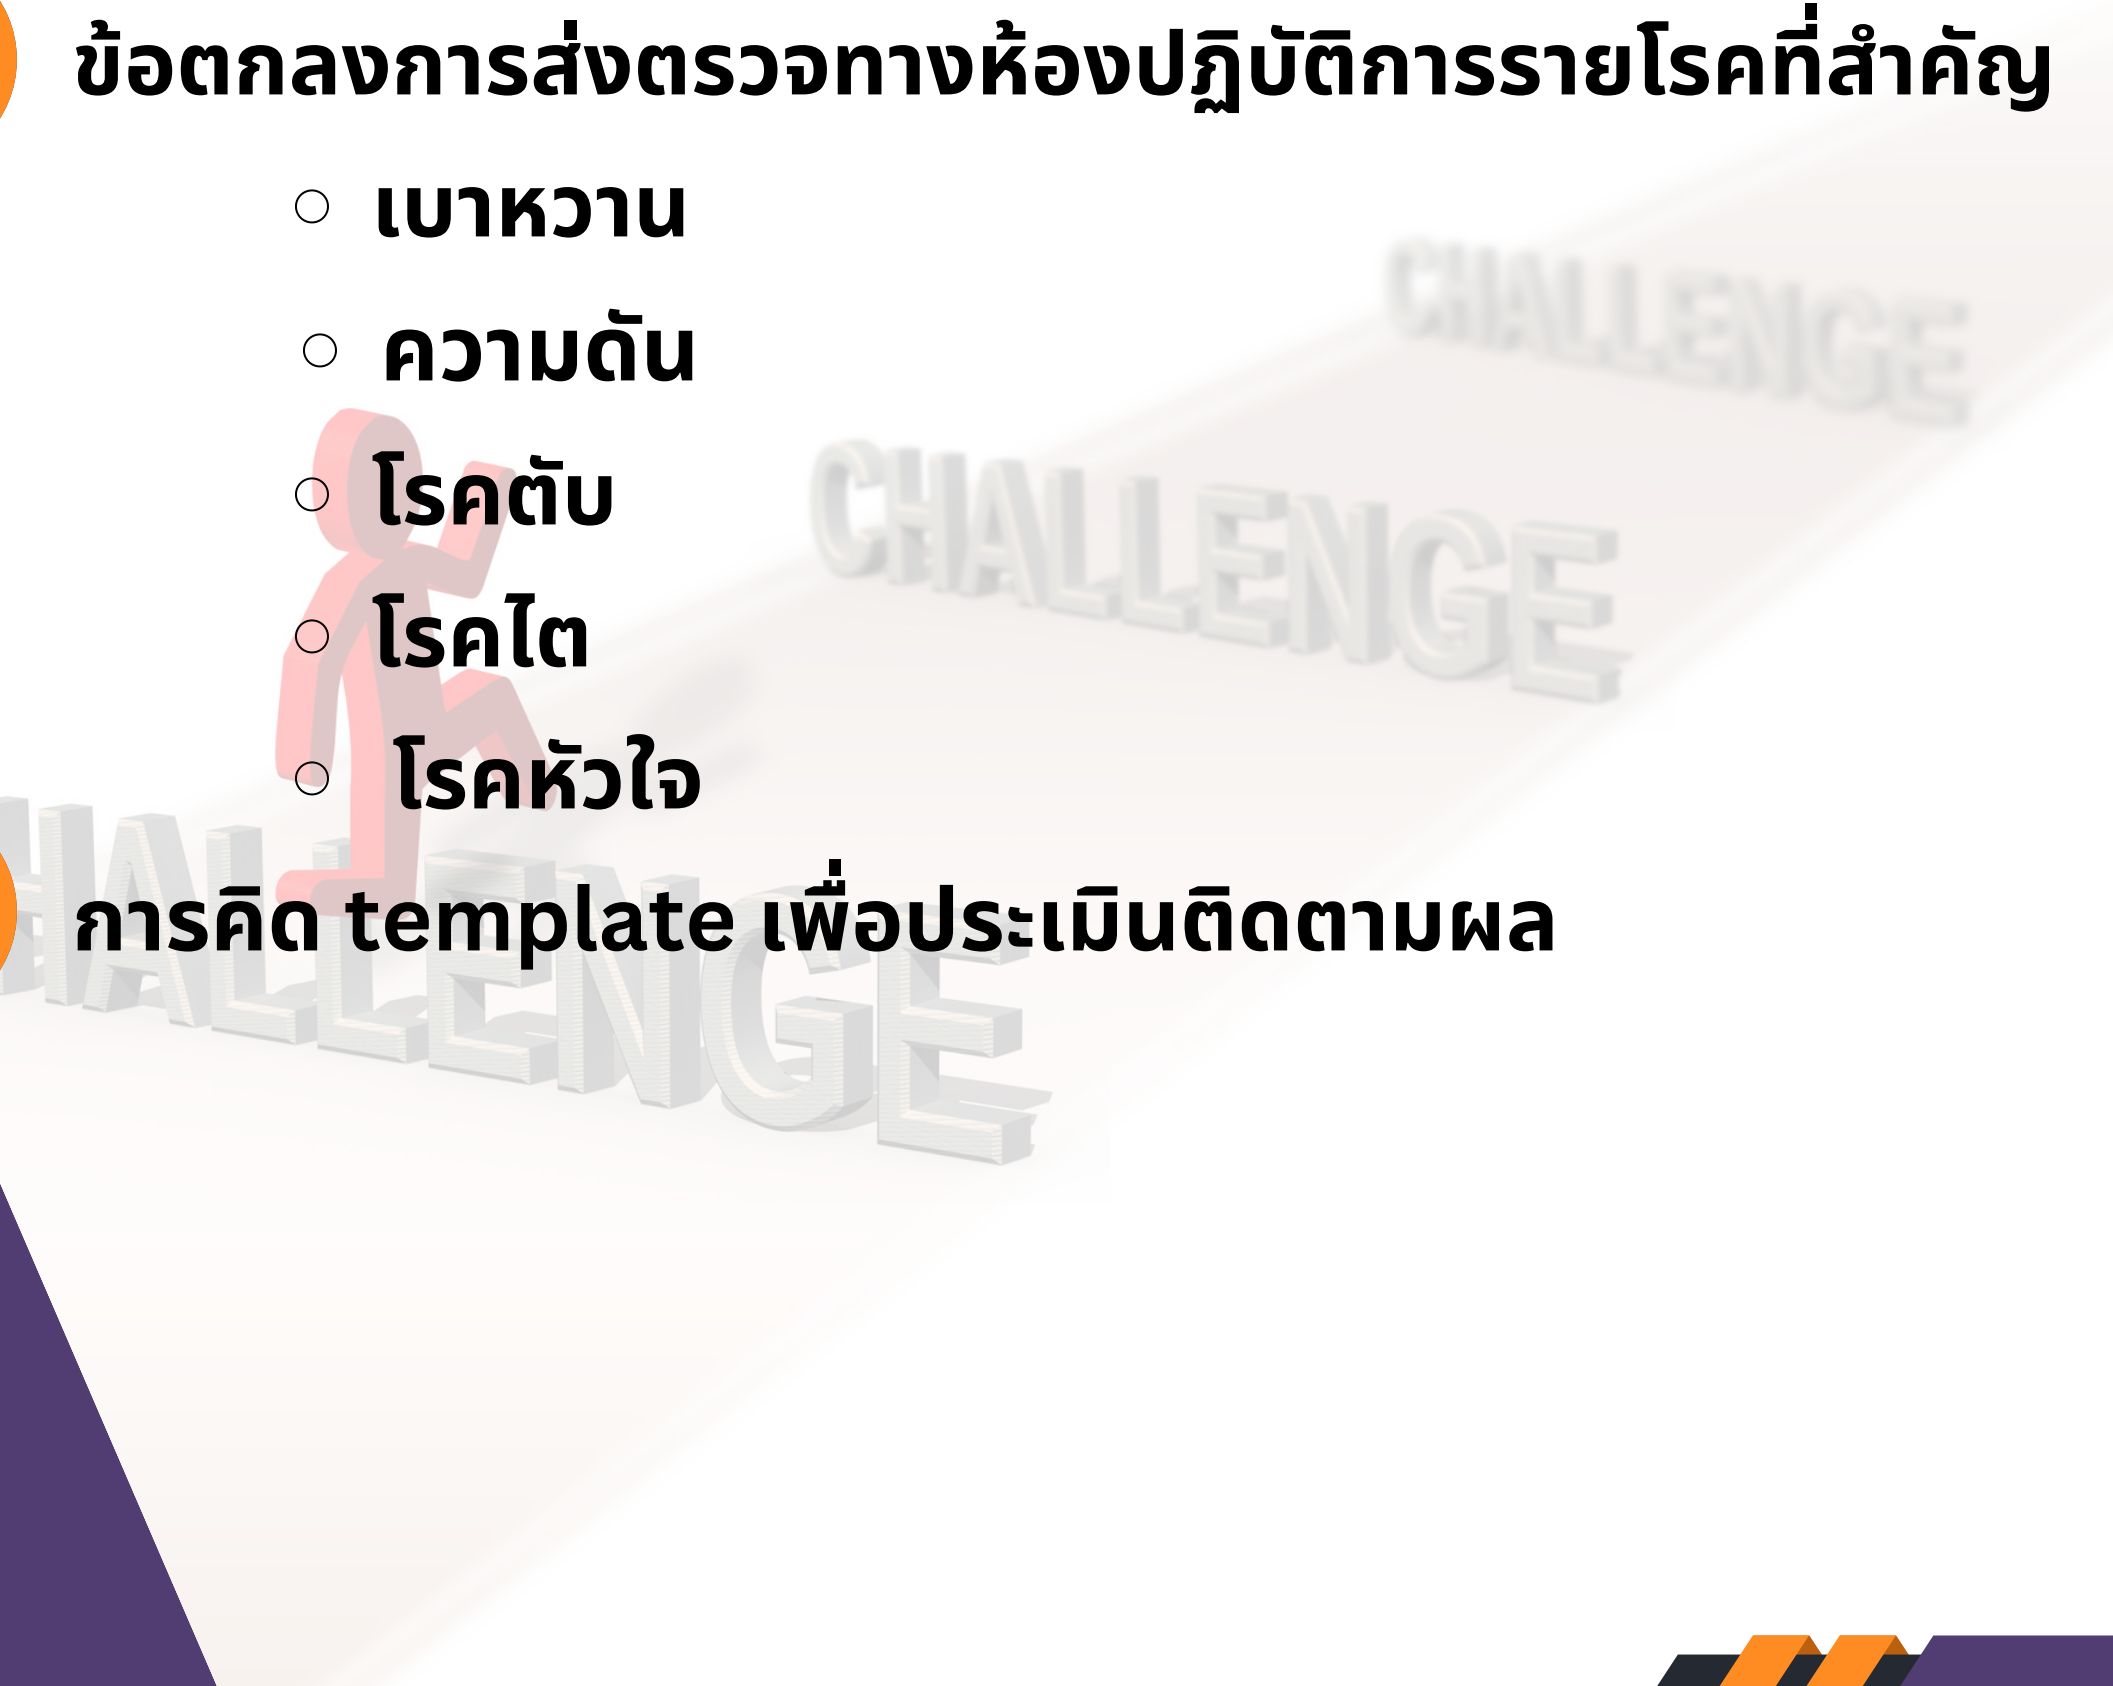 ข้อตกลงการส่งตรวจทางห้องปฏิบัติการรายโรคที่สำคัญ
○ เบาหวาน
○ ความดัน
○ โรคตับ
○ โรคไต
○ โรคหัวใจ
การคิด template เพื่อประเมินติดตามผล
CHALLENGE
CHALLENGE
HALLENGE